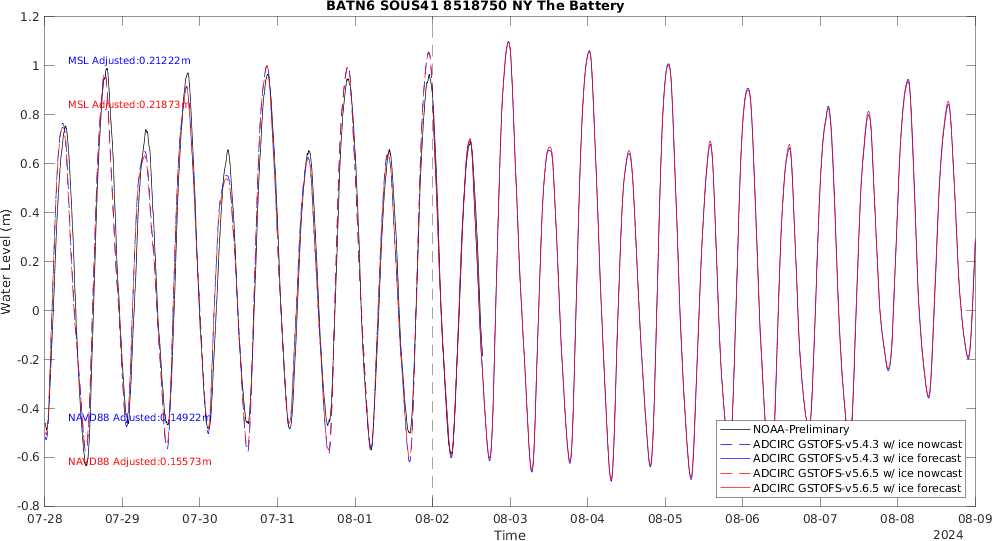 BATN6 SOUS41 8518750 NY The Battery
1.2
1
0.8
0.6
0.4
0.2
0
-0.2
-0.4
-0.6
-0.8
Water Level (m)
MSL Adjusted:0.21222m
MSL Adjusted:0.21873m
NAVD88 Adjusted:0.14922m
NAVD88 Adjusted:0.15573m
NOAA-Preliminary
ADCIRC GSTOFS-v5.4.3 w/ ice nowcast
ADCIRC GSTOFS-v5.4.3 w/ ice forecast
ADCIRC GSTOFS-v5.6.5 w/ ice nowcast
ADCIRC GSTOFS-v5.6.5 w/ ice forecast
07-28 07-29 07-30 07-31 08-01 08-02 08-03 08-04 08-05 08-06 08-07 08-08 08-09
Time
2024